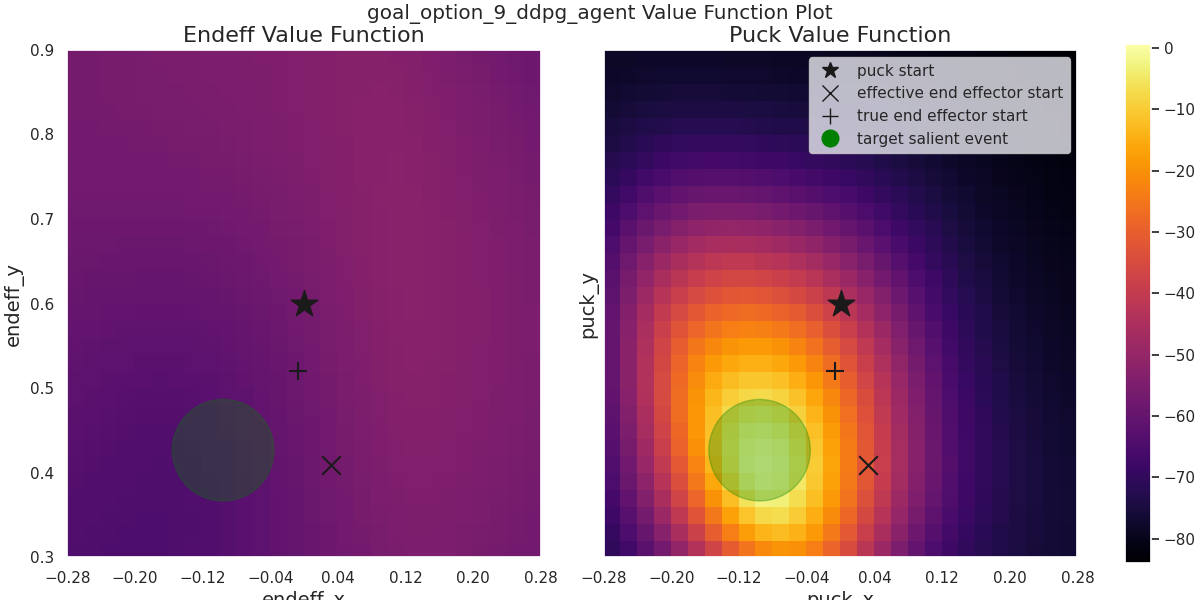 goal_option_9_ddpg_agent Value Function Plot
Endeff Value Function
Puck Value Function
puck start
effective end effector start
true end effector start
target salient event
0.9
0.8
0.7
0.6
0.5
0.4
0.3
endeff_y
puck_y
−0.28 −0.20 −0.12 −0.04 0.04 0.12 0.20 0.28
−0.28 −0.20 −0.12 −0.04 0.04 0.12 0.20 0.28
endeff_x
puck_x
0
−10
−20
−30
−40
−50
−60
−70
−80